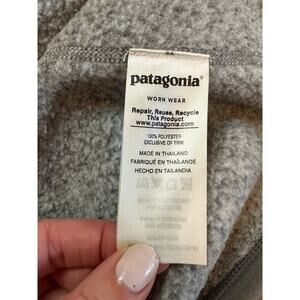 patagonia®
WORN WEAR
Repair, Reuse, Recycle
This Product
www.patagonia.com
100% POLYESTER
EXCLUSIVE OF TRIM
MADE IN THAILAND
FABRIQUÉ EN THAÏLANDE
HECHO EN TAILANDIA